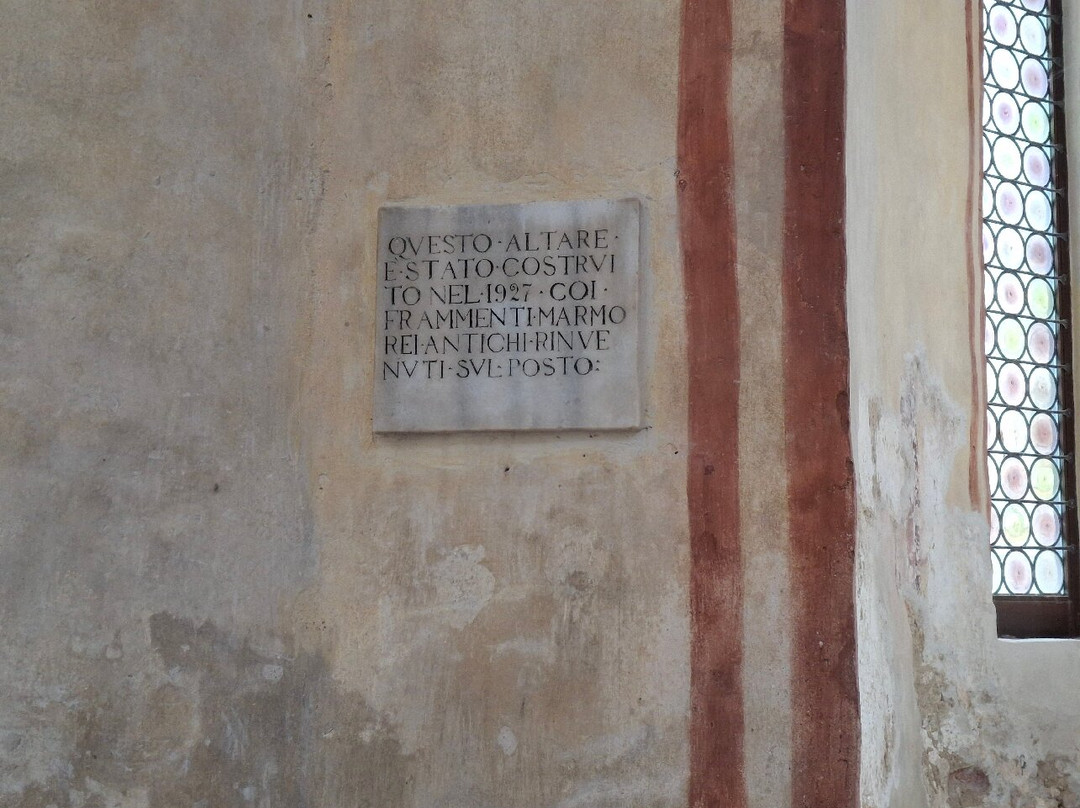 QVESTO·ALTARE·
È·STATO·COSTRVI
TO NEL·1927·COI·
FRAMMENTI·MARMO
REI·ANTICHI·RINVE
NVTI·SVL·POSTO: